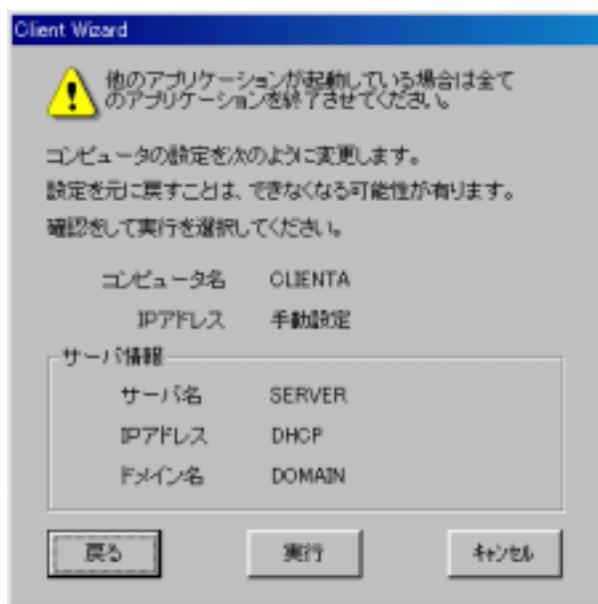 Client Wizard
他のアプリケーションが起動している場合は全て
のアプリケーションを終了させてください。
コンピュータの設定を次のように変更します。
設定を元に戻すことは、できなくなる可能性が有ります。
確認をして実行を選択してください。
コンピュータ名 CLIENTA
IPアドレス 手動設定
サーバ情報
サーバ名 SERVER
IPアドレス DHCP
ドメイン名 DOMAIN
戻る 実行 キャンセル